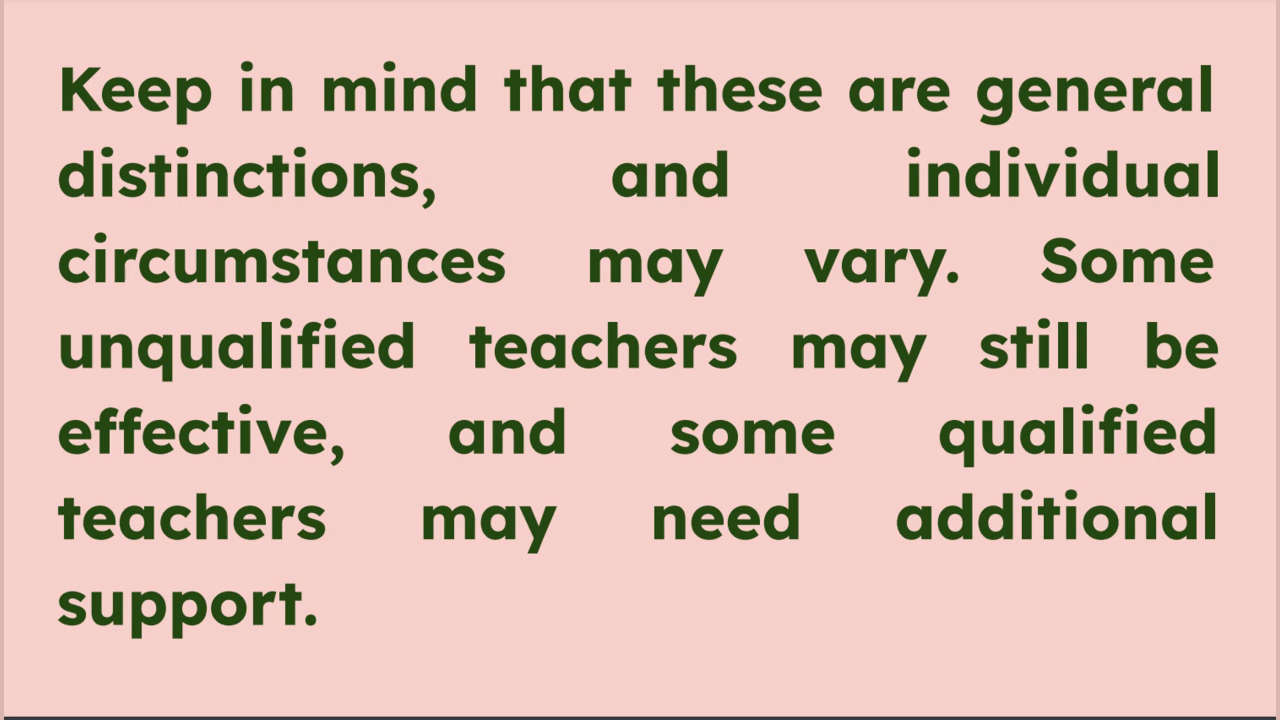 Keep in mind that these are general
distinctions, and individual
circumstances may vary. Some
unqualified teachers may still be
effective, and some qualified
teachers may need additional
support.